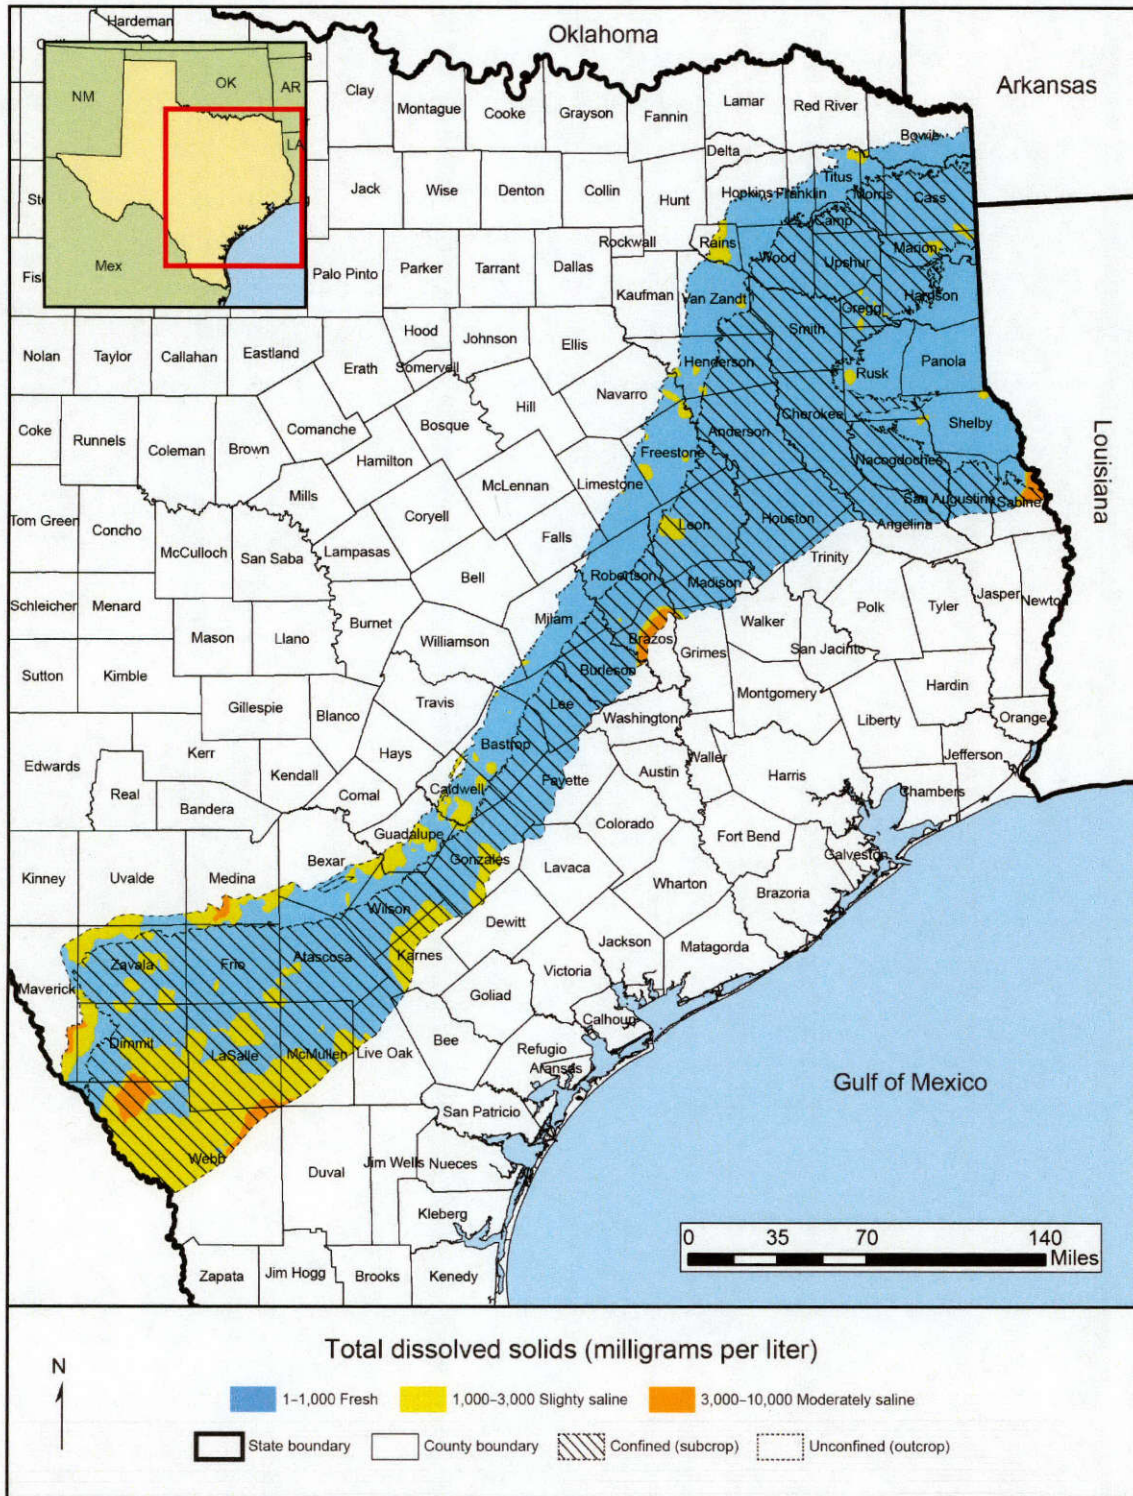 Hardeman
Oklahoma
Arkansas
NM
OK
AR
LA
Mex
Clay
Montague
Cooke
Grayson
Fannin
Lamar
Red River
Bowie
Delta
Titus
Jack
Wise
Denton
Collin
Hunt
Hopkins
Franklin
Morris
Cass
Camp
Rockwall
Rains
Wood
Upshur
Marion
Palo Pinto
Parker
Tarrant
Dallas
Kaufman
Van Zandt
Gregg
Harrison
Smith
Nolan
Taylor
Callahan
Eastland
Hood
Somervell
Johnson
Ellis
Erath
Henderson
Rusk
Panola
Navarro
Hill
Coke
Runnels
Coleman
Brown
Comanche
Bosque
Cherokee
Anderson
Shelby
Louisiana
Hamilton
Freestone
Nacogdoches
Mills
McLennan
Limestone
San Augustine
Sabine
Tom Green
Concho
Coryell
Leon
Houston
Angelina
McCulloch
San Saba
Lampasas
Falls
Trinity
Bell
Robertson
Madison
Schleicher
Menard
Jasper
Newton
Polk
Tyler
Mason
Llano
Burnet
Milam
Walker
Williamson
Brazos
Grimes
San Jacinto
Sutton
Kimble
Burleson
Hardin
Montgomery
Gillespie
Blanco
Travis
Lee
Washington
Liberty
Orange
Bastrop
Edwards
Kerr
Hays
Waller
Jefferson
Kendall
Fayette
Austin
Harris
Real
Bandera
Comal
Caldwell
Chambers
Colorado
Guadalupe
Fort Bend
Bexar
Gonzales
Galveston
Kinney
Uvalde
Medina
Lavaca
Wharton
Brazoria
Wilson
Dewitt
Karnes
Jackson
Matagorda
Zavala
Frio
Atascosa
Victoria
Maverick
Goliad
Calhoun
Dimmit
LaSalle
McMullen
Live Oak
Bee
Refugio
Aransas
Gulf of Mexico
San Patricio
Webb
Duval
Jim Wells
Nueces
Kleberg
0 35 70 140
Miles
Zapata
Jim Hogg
Brooks
Kenedy
Total dissolved solids (milligrams per liter)
N
1–1,000 Fresh
1,000–3,000 Slighty saline
3,000–10,000 Moderately saline
State boundary
County boundary
Confined (subcrop)
Unconfined (outcrop)